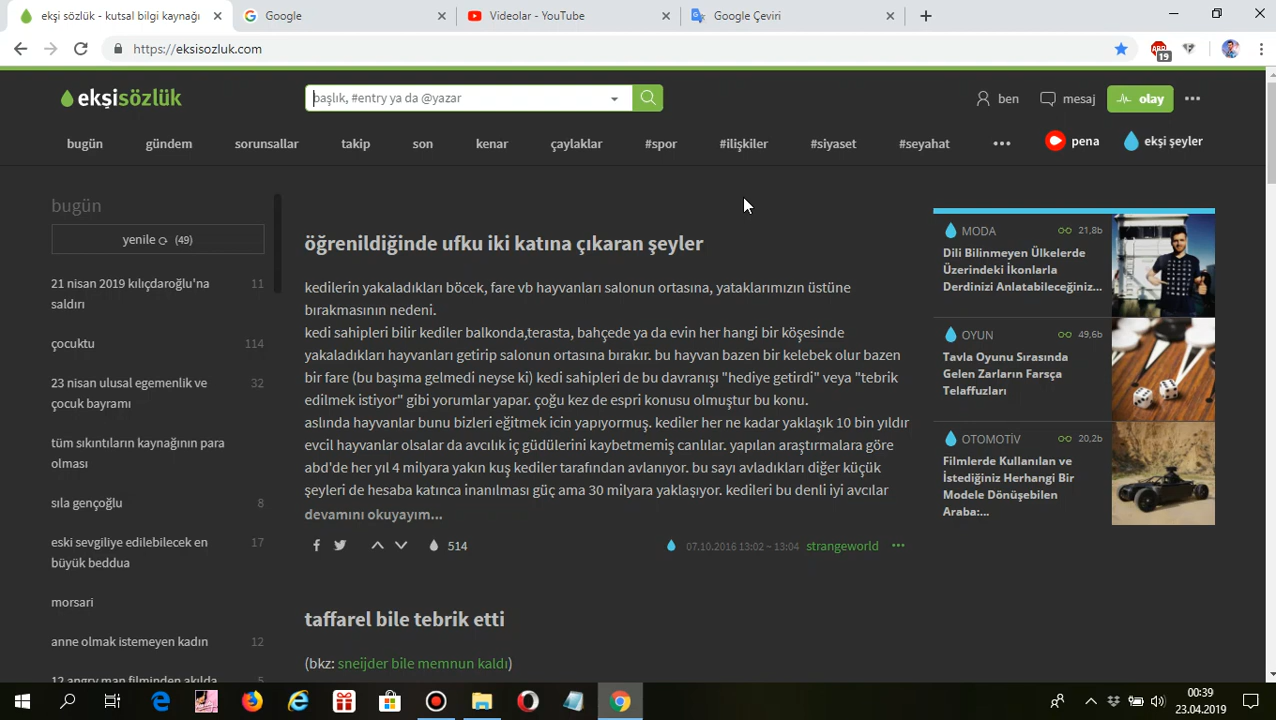 ekşi sözlük - kutsal bilgi kaynağı
Google
Videolar - YouTube
Google Çeviri
https://eksisozluk.com
ABP
19
ekşisözlük
başlık, #entry ya da @yazar
ben
mesaj
olay
bugün
gündem
sorunsallar
takip
son
kenar
çaylaklar
#spor
#ilişkiler
#siyaset
#seyahat
pena
ekşi şeyler
bugün
yenile (49)
21 nisan 2019 kılıçdaroğlu'na 11
saldırı
çocuktu 114
23 nisan ulusal egemenlik ve 32
çocuk bayramı
tüm sıkıntıların kaynağının para
olması
sıla gençoğlu 8
eski sevgiliye edilebilecek en 17
büyük beddua
morsari
anne olmak istemeyen kadın 12
12 angry man filminden akılda 5
öğrenildiğinde ufku iki katına çıkaran şeyler
kedilerin yakaladıkları böcek, fare vb hayvanları salonun ortasına, yataklarımızın üstüne
bırakmasının nedeni.
kedi sahipleri bilir kediler balkonda,terasta, bahçede ya da evin her hangi bir köşesinde
yakaladıkları hayvanları getirip salonun ortasına bırakır. bu hayvan bazen bir kelebek olur bazen
bir fare (bu başıma gelmedi neyse ki) kedi sahipleri de bu davranışı "hediye getirdi" veya "tebrik
edilmek istiyor" gibi yorumlar yapar. çoğu kez de espri konusu olmuştur bu konu.
aslında hayvanlar bunu bizleri eğitmek için yapıyormuş. kediler her ne kadar yaklaşık 10 bin yıldır
evcil hayvanlar olsalar da avcılık iç güdülerini kaybetmemiş canlılar. yapılan araştırmalara göre
abd'de her yıl 4 milyara yakın kuş kediler tarafından avlanıyor. bu sayı avladıkları diğer küçük
şeyleri de hesaba katınca inanılması güç ama 30 milyara yaklaşıyor. kedileri bu denli iyi avcılar
devamını okuyayım...
514
07.10.2016 13:02 ~ 13:04 strangeworld
taffarel bile tebrik etti
(bkz: sneijder bile memnun kaldı)
MODA 21,8b
Dili Bilinmeyen Ülkelerde
Üzerindeki İkonlarla
Derdinizi Anlatabileceğiniz...
OYUN 49,6b
Tavla Oyunu Sırasında
Gelen Zarların Farsça
Telaffuzları
OTOMOTİV 20,2b
Filmlerde Kullanılan ve
İstediğiniz Herhangi Bir
Modele Dönüşebilen
Araba:...
00:39
23.04.2019